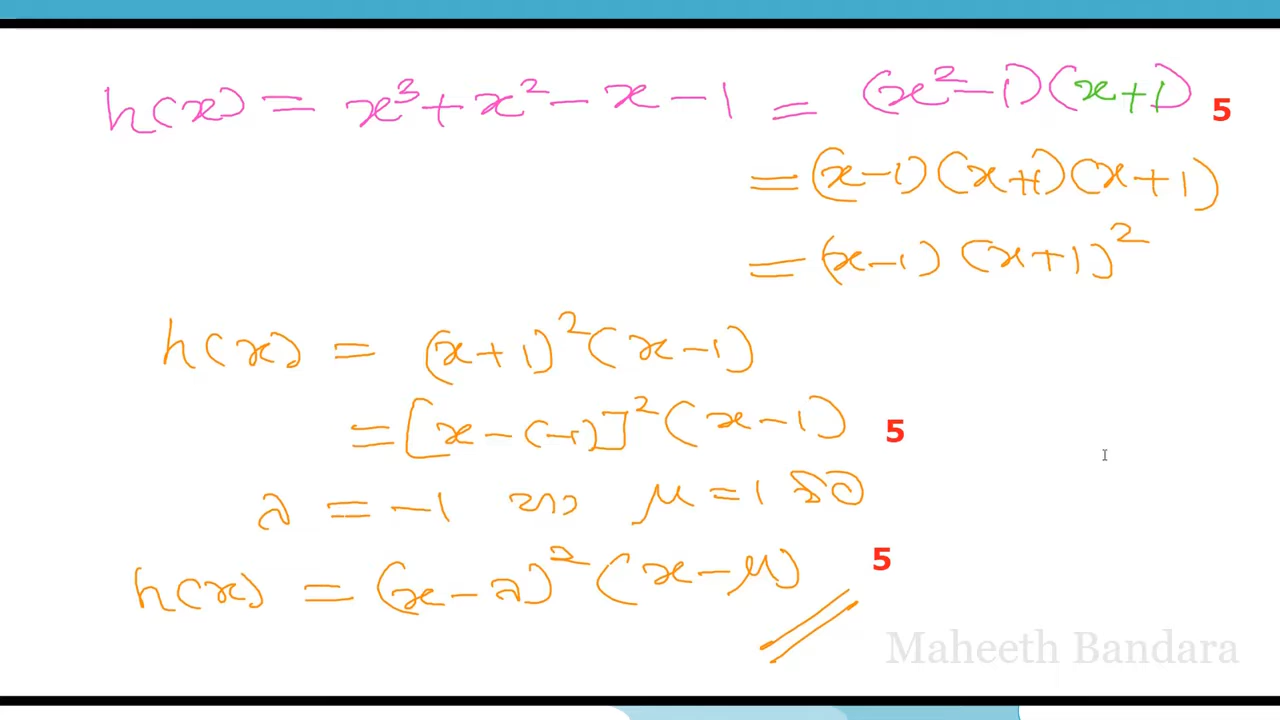 h(x) = x³ + x² - x - 1 = (x² - 1)(x + 1) 5
= (x - 1)(x + 1)(x + 1)
= (x - 1)(x + 1)²
h(x) = (x + 1)² (x - 1)
= [x - (-1)]² (x - 1) 5
λ = -1 හා μ = 1 විට
h(x) = (x - λ)² (x - μ) 5
Maheeth Bandara